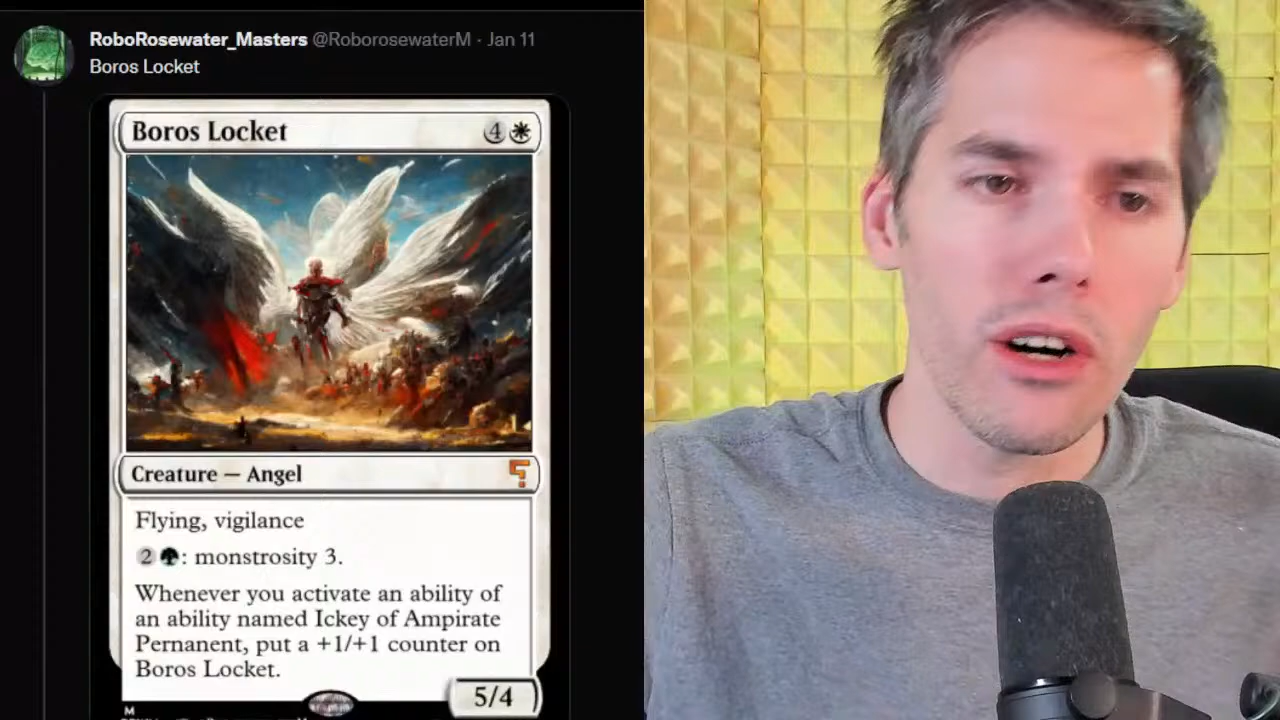 RoboRosewater_Masters @RoborosewaterM · Jan 11
Boros Locket
Boros Locket 4
Creature — Angel
Flying, vigilance
2 : monstrosity 3.
Whenever you activate an ability of
an ability named Ickey of Ampirate
Pernanent, put a +1/+1 counter on
Boros Locket.
5/4
M